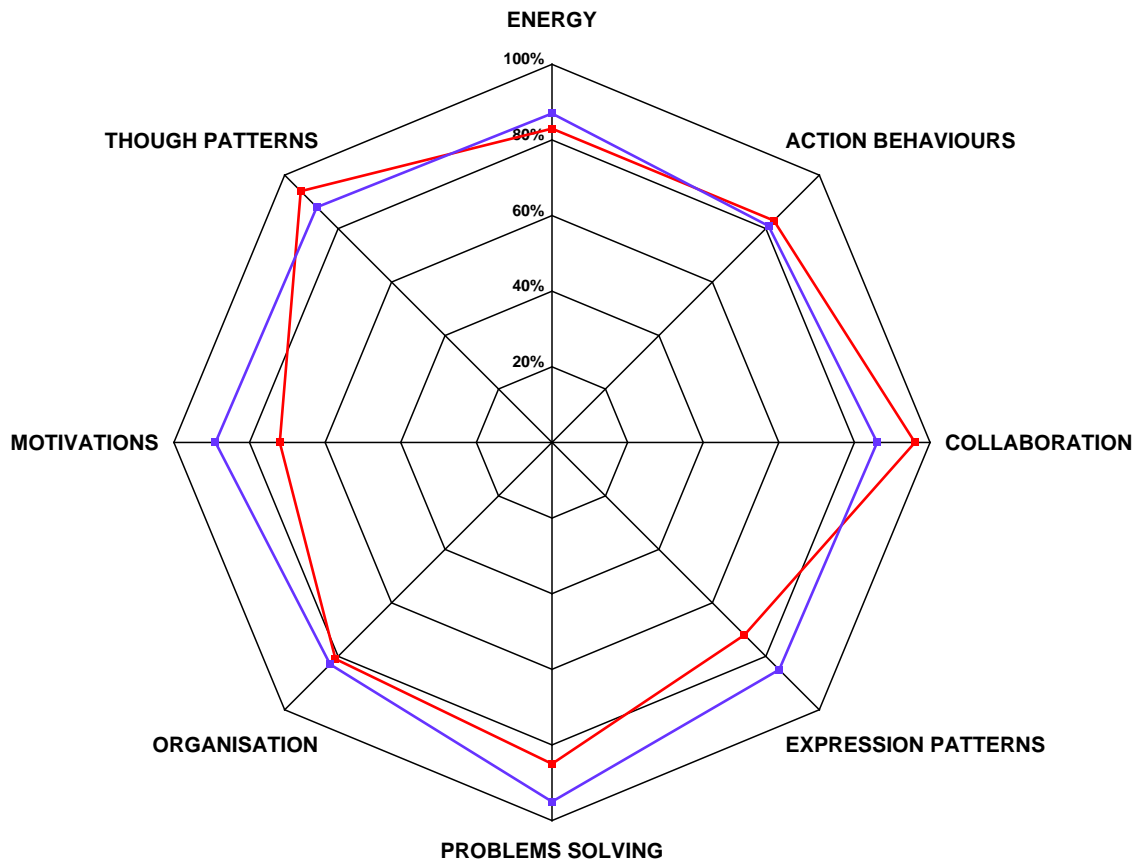 ENERGY
100%
THOUGH PATTERNS
80%
ACTION BEHAVIOURS
60%
40%
20%
MOTIVATIONS
COLLABORATION
ORGANISATION
EXPRESSION PATTERNS
PROBLEMS SOLVING